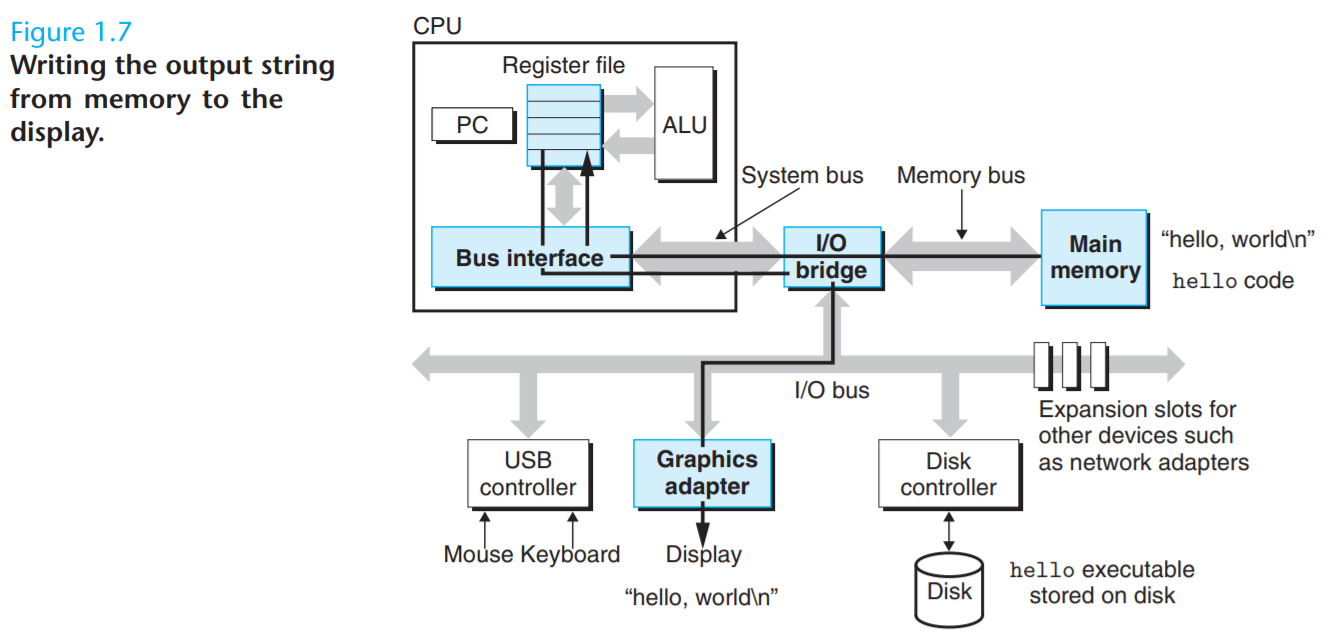 Figure 1.7
Writing the output string
from memory to the
display.
CPU
Register file
PC
ALU
System bus
Memory bus
Bus interface
I/O
bridge
Main
memory
“hello, world\n”
hello code
I/O bus
Expansion slots for
other devices such
as network adapters
USB
controller
Graphics
adapter
Disk
controller
Mouse Keyboard
Display
“hello, world\n”
Disk
hello executable
stored on disk